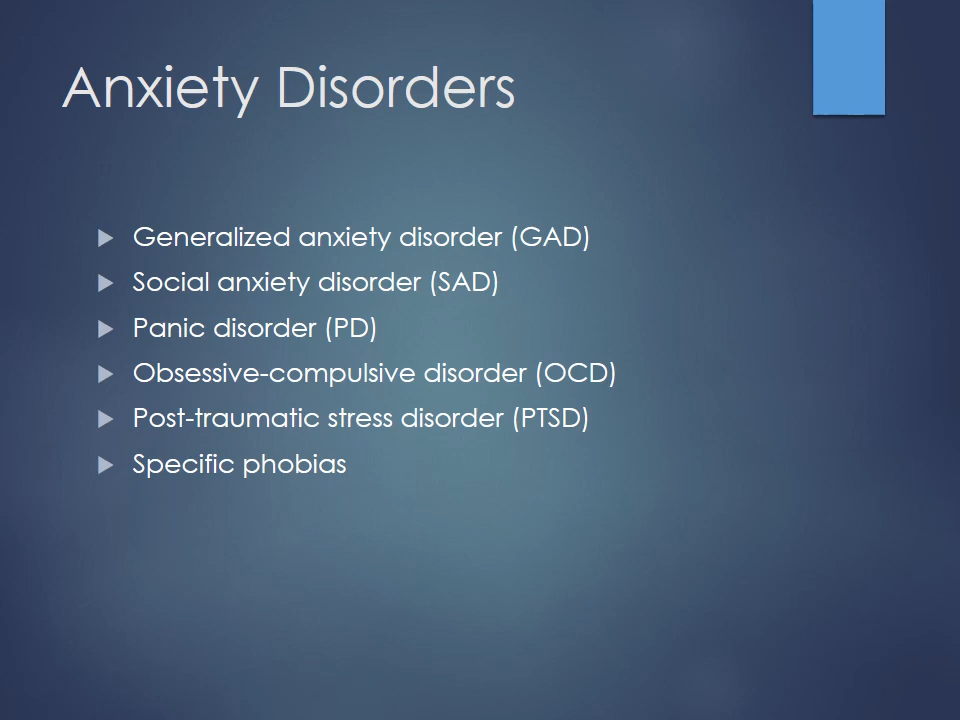 Anxiety Disorders
Generalized anxiety disorder (GAD)
Social anxiety disorder (SAD)
Panic disorder (PD)
Obsessive-compulsive disorder (OCD)
Post-traumatic stress disorder (PTSD)
Specific phobias